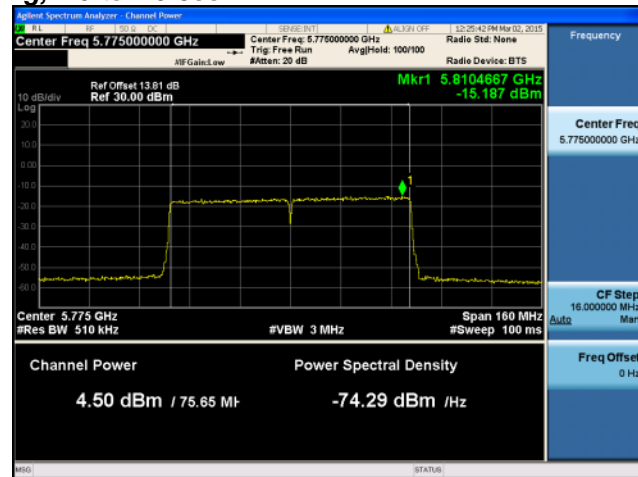 Agilent Spectrum Analyzer - Channel Power
RL RF 50 Ω DC SENSE:INT ALIGN OFF 12:25:42 PM Mar 02, 2015
Center Freq 5.775000000 GHz
Center Freq: 5.775000000 GHz
Radio Std: None
Trig: Free Run Avg|Hold: 100/100
#IFGain:Low #Atten: 20 dB Radio Device: BTS
Frequency
Ref Offset 13.81 dB
Mkr1 5.8104667 GHz
10 dB/div Ref 30.00 dBm -15.187 dBm
Log
20.0
10.0
0.00
-10.0
-20.0
-30.0
-40.0
-50.0
-60.0
1
Center Freq
5.775000000 GHz
Center 5.775 GHz Span 160 MHz
#Res BW 510 kHz #VBW 3 MHz #Sweep 100 ms
CF Step
16.000000 MHz
Auto Man
Freq Offset
0 Hz
Channel Power Power Spectral Density
4.50 dBm / 75.65 MH -74.29 dBm /Hz
MSG STATUS